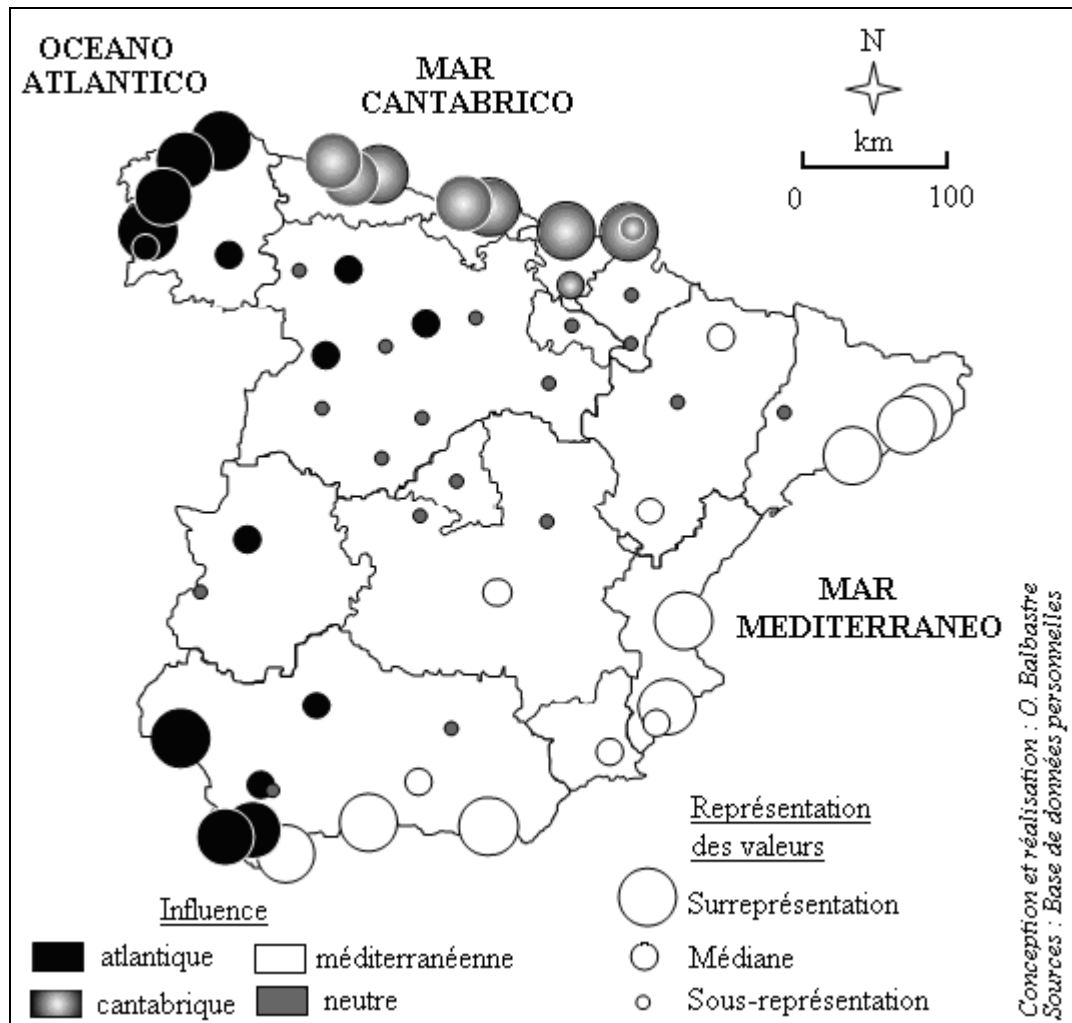 OCEANO
ATLANTICO
MAR
CANTABRICO
N
km
0
100
MAR
MEDITERRANEO
Influence
atlantique
méditerranéenne
cantabrique
neutre
Représentation
des valeurs
Surreprésentation
Médiane
Sous-représentation
Conception et réalisation : O. Balbastre
Sources : Base de données personnelles